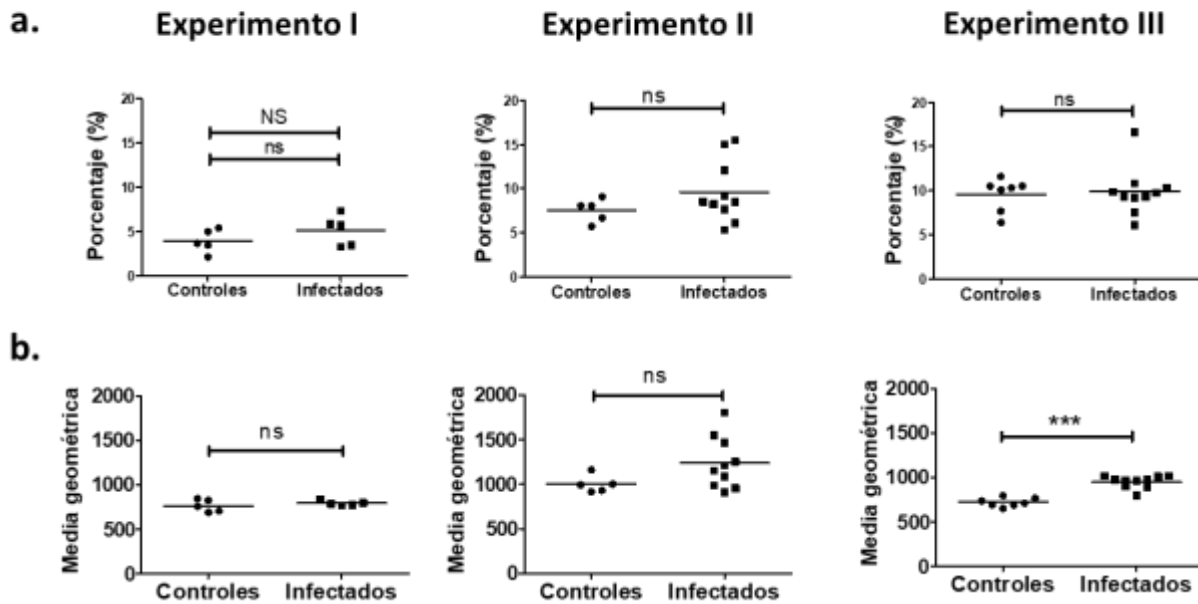 a. Experimento I Experimento II Experimento III
Porcentaje (%)
20
15
10
5
0
NS
ns
Controles Infectados
Porcentaje (%)
20
15
10
5
0
ns
Controles Infectados
Porcentaje (%)
20
15
10
5
0
ns
Controles Infectados
b.
Media geométrica
2000
1500
1000
500
0
ns
Controles Infectados
Media geométrica
2000
1500
1000
500
0
ns
Controles Infectados
Media geométrica
2000
1500
1000
500
0
***
Controles Infectados